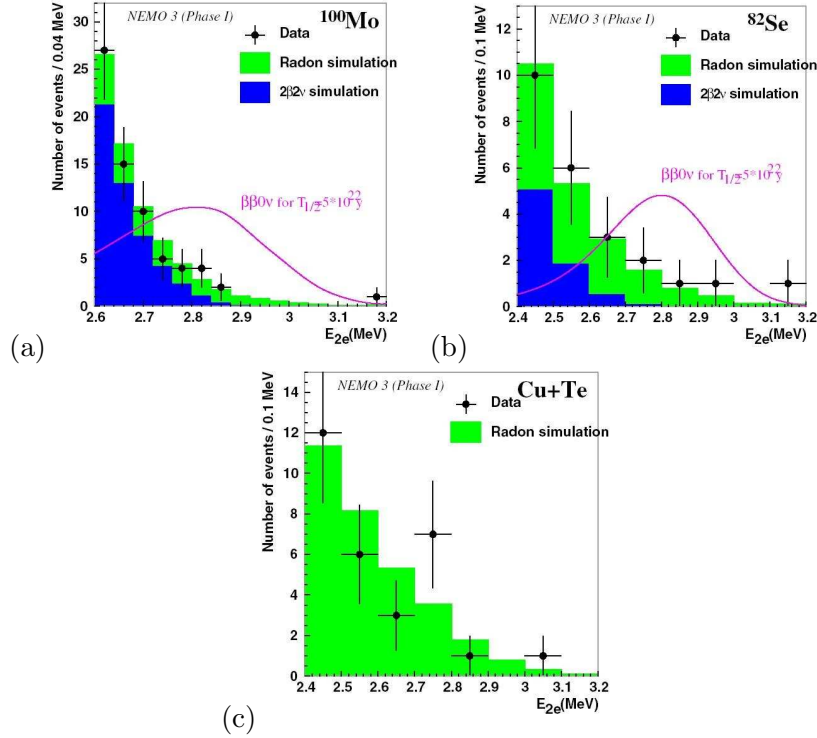 NEMO 3 (Phase I)
100Mo
Data
Radon simulation
2β2ν simulation
ββ0ν for T1/2=5*10^22 y
Number of events / 0.04 MeV
30
25
20
15
10
5
0
2.6 2.7 2.8 2.9 3 3.1 3.2
E2e(MeV)
(a)
NEMO 3 (Phase I)
82Se
Data
Radon simulation
2β2ν simulation
ββ0ν for T1/2=5*10^22 y
Number of events / 0.1 MeV
12
10
8
6
4
2
0
2.4 2.5 2.6 2.7 2.8 2.9 3 3.1 3.2
E2e(MeV)
(b)
NEMO 3 (Phase I)
Cu+Te
Data
Radon simulation
Number of events / 0.1 MeV
14
12
10
8
6
4
2
0
2.4 2.5 2.6 2.7 2.8 2.9 3 3.1 3.2
E2e(MeV)
(c)